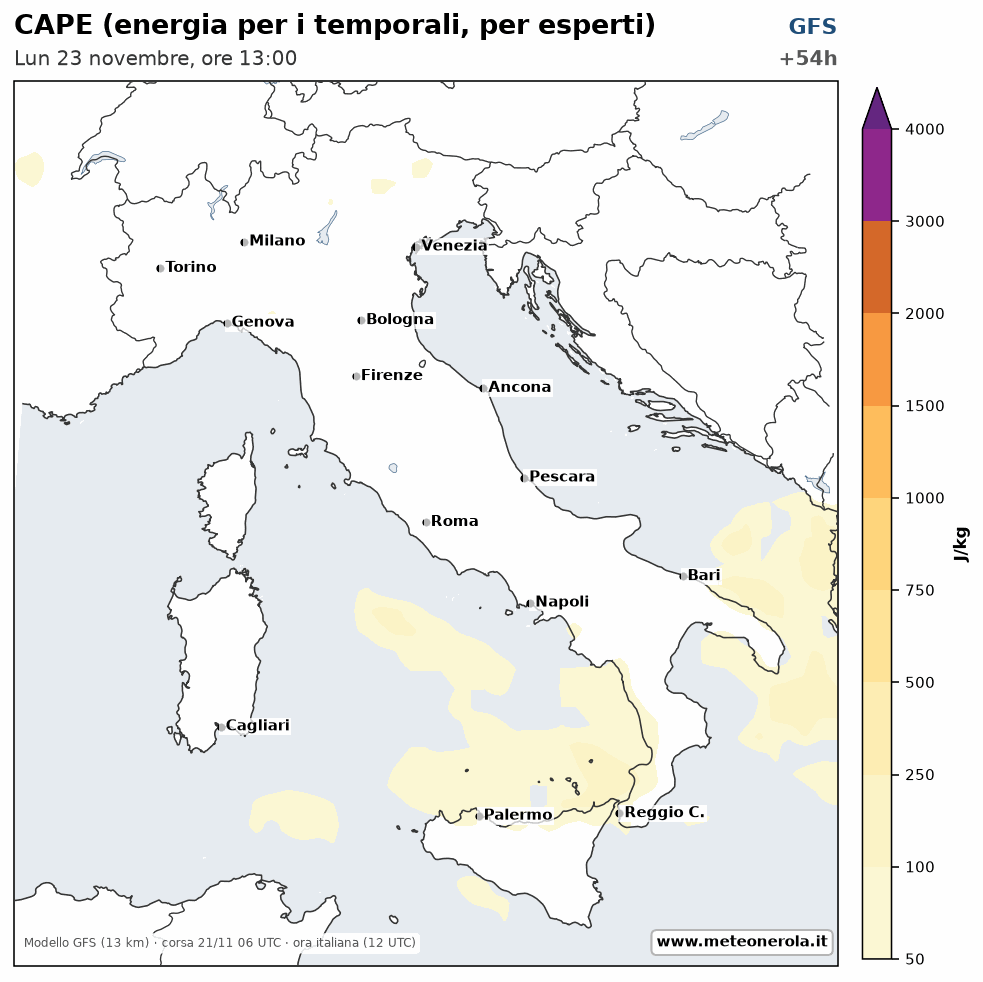 CAPE (energia per i temporali, per esperti)
GFS
Lun 23 novembre, ore 13:00
+54h
4000
3000
2000
1500
1000
750
500
250
100
50
J/kg
Milano
Venezia
Torino
Genova
Bologna
Firenze
Ancona
Pescara
Roma
Bari
Napoli
Cagliari
Palermo
Reggio C.
Modello GFS (13 km) · corsa 21/11 06 UTC · ora italiana (12 UTC)
www.meteonerola.it